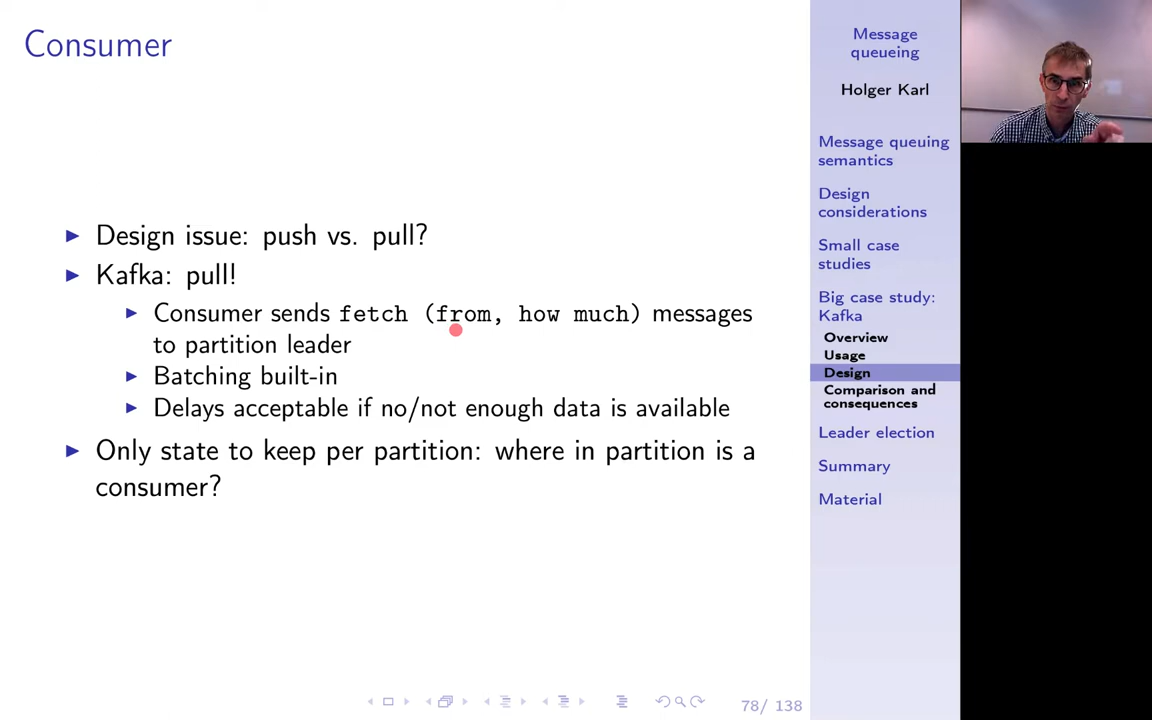 Consumer
Design issue: push vs. pull?
Kafka: pull!
Consumer sends fetch (from, how much) messages
to partition leader
Batching built-in
Delays acceptable if no/not enough data is available
Only state to keep per partition: where in partition is a
consumer?
78/ 138
Message
queueing
Holger Karl
Message queuing
semantics
Design
considerations
Small case
studies
Big case study:
Kafka
Overview
Usage
Design
Comparison and
consequences
Leader election
Summary
Material